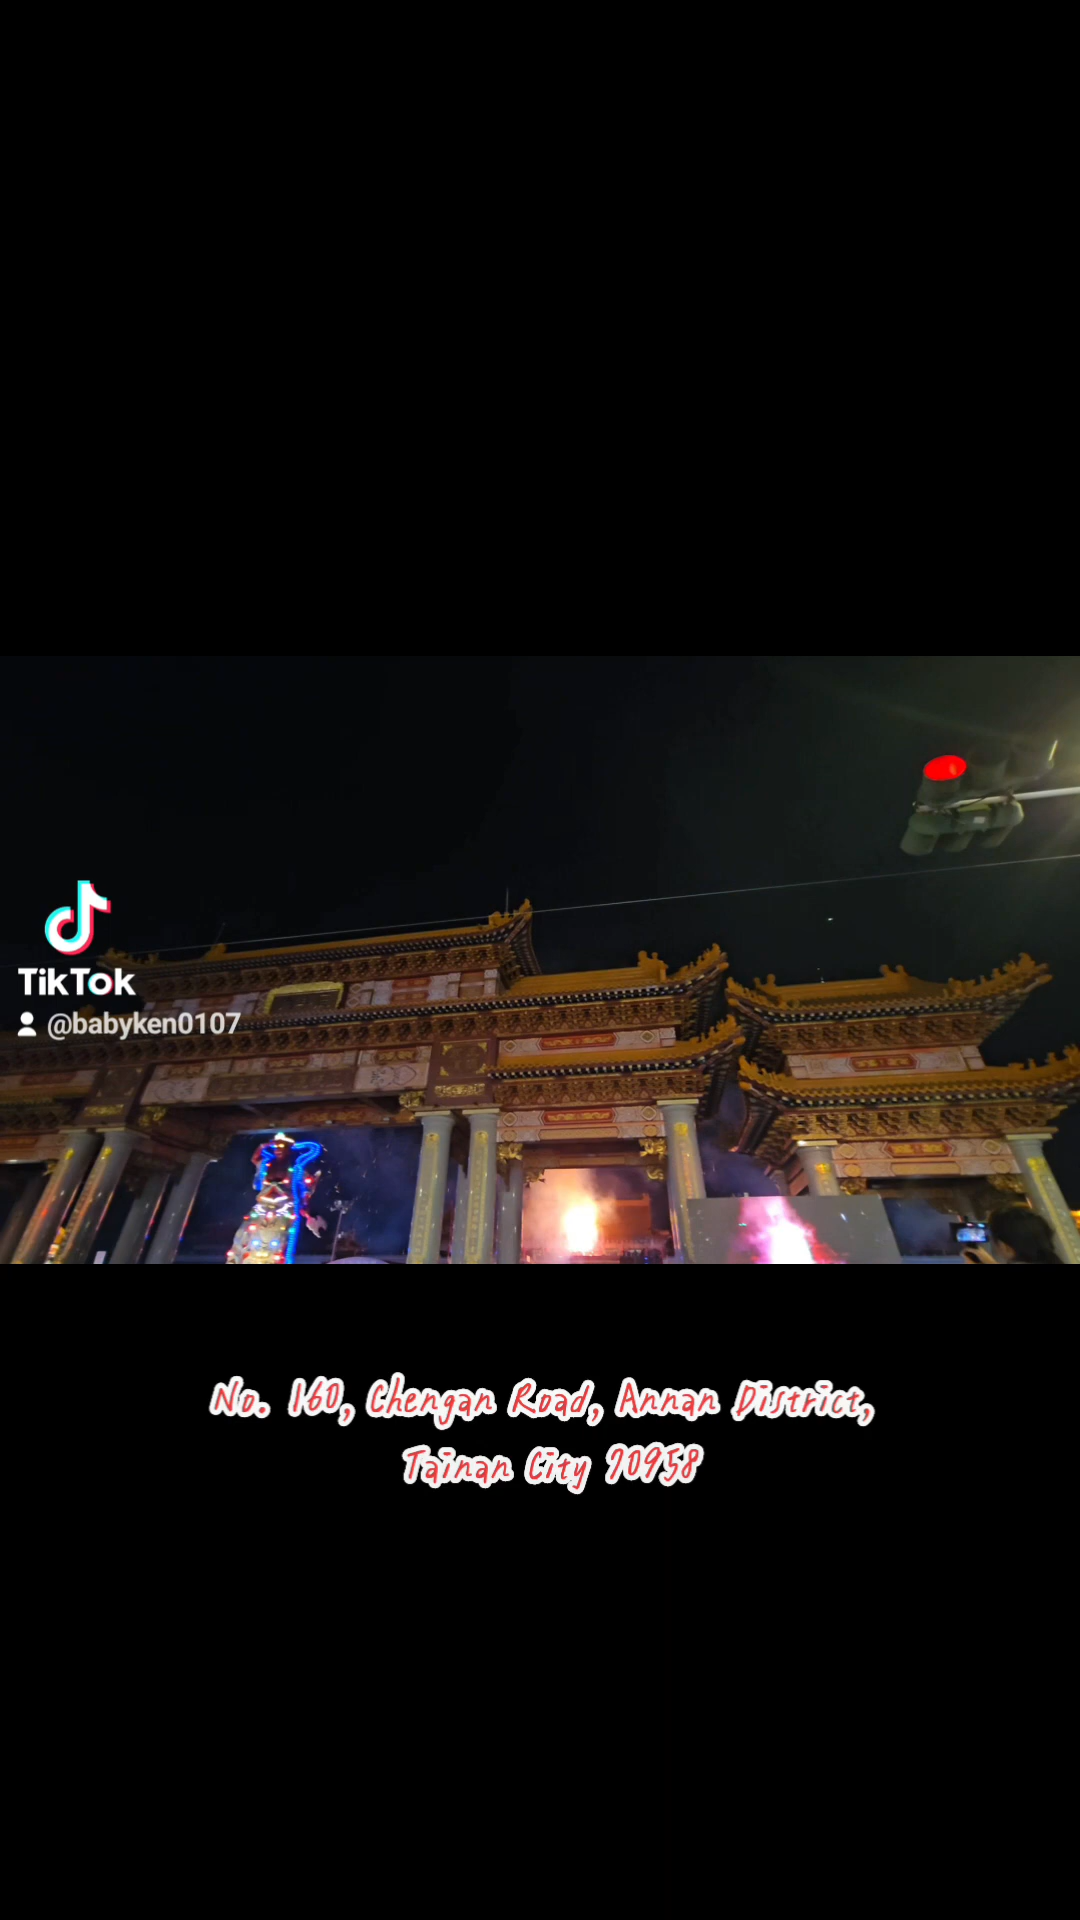 TikTok
@babyken0107
No. 160, Chengan Road, Annan District,
Tainan City 70958